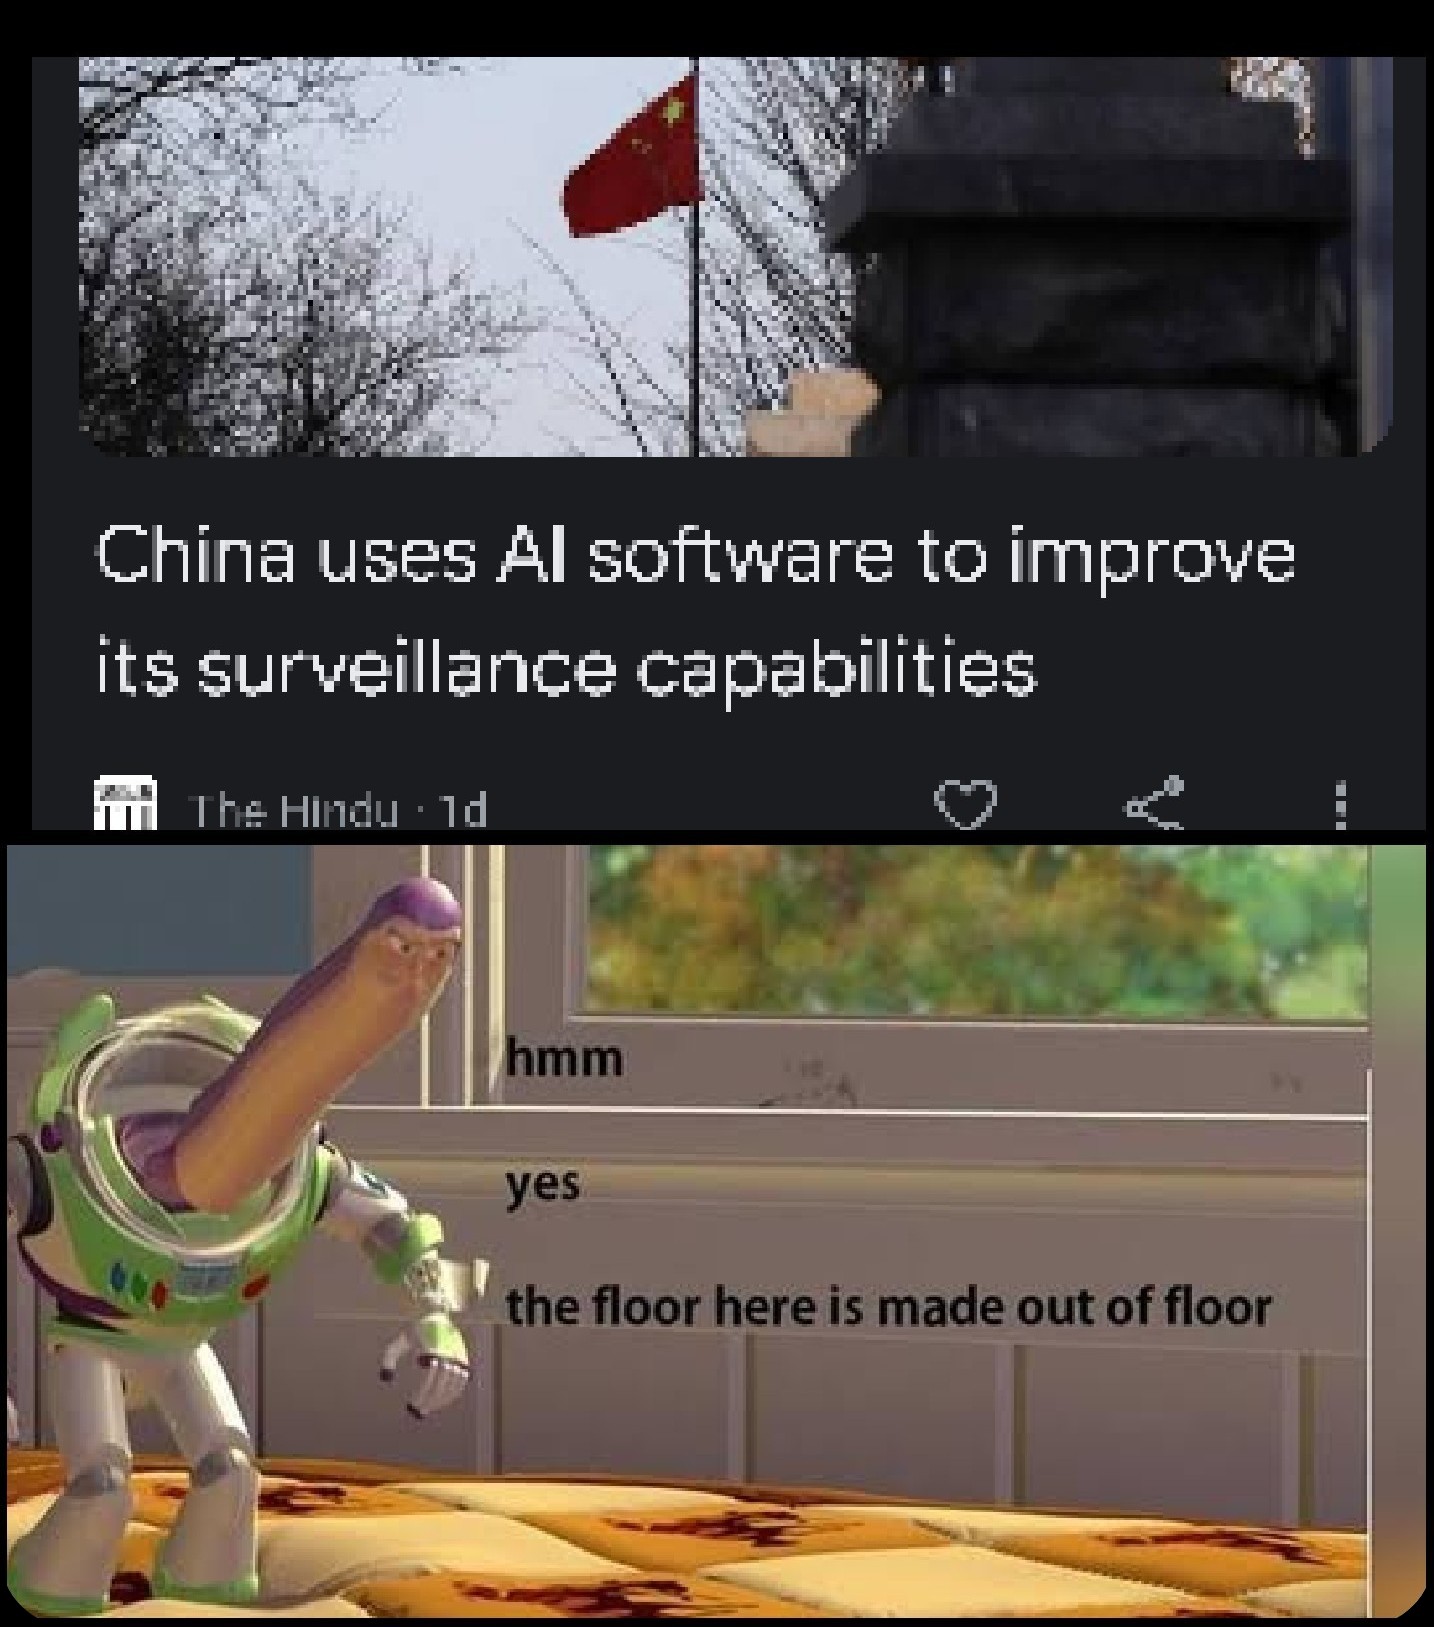 China uses AI software to improve
its surveillance capabilities
The Hindu · 1d
hmm
yes
the floor here is made out of floor